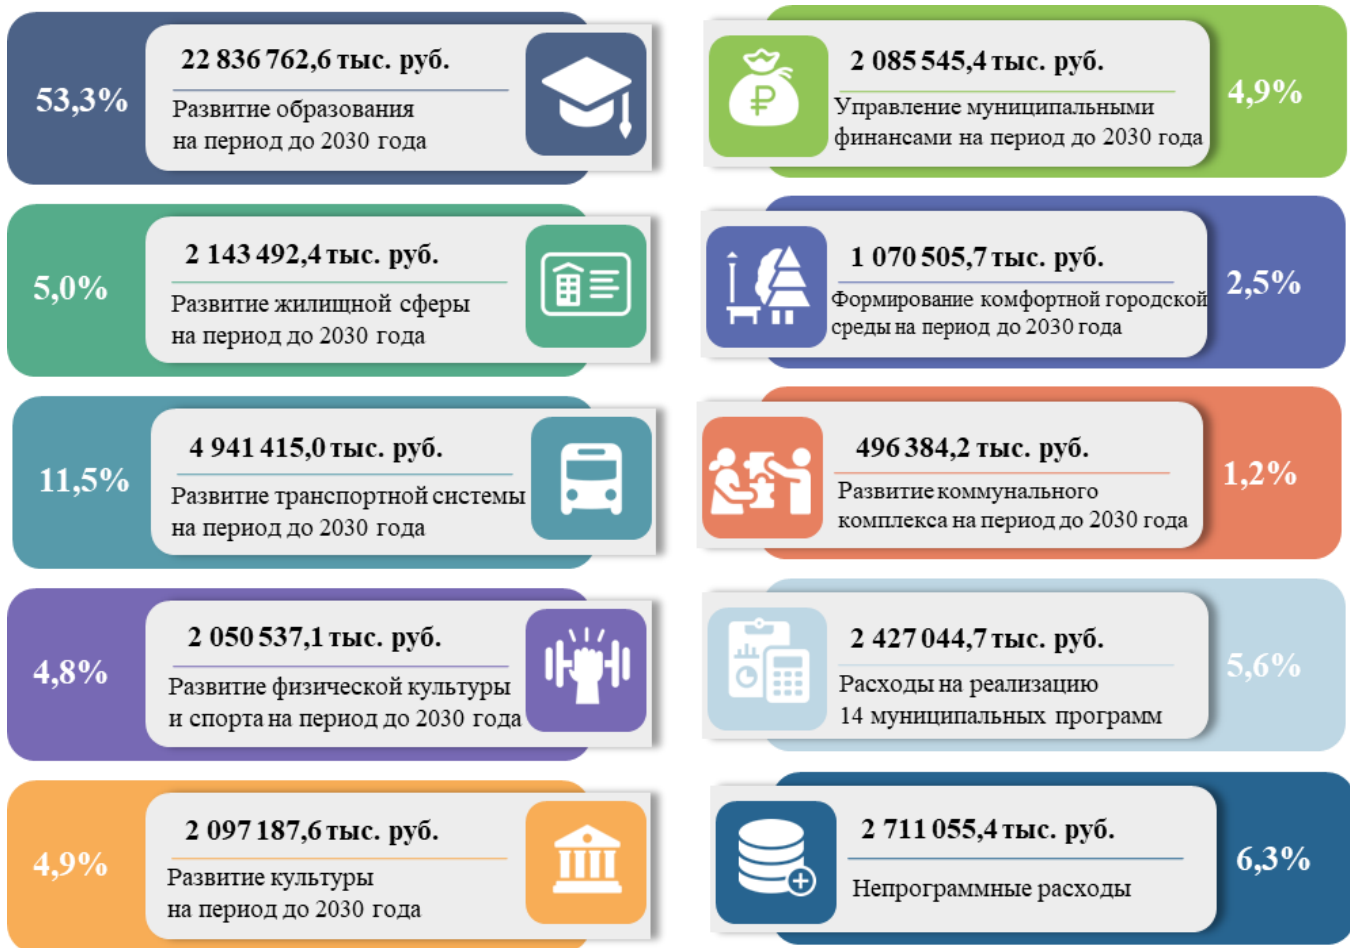 53,3%
22 836 762,6 тыс. руб.
Развитие образования
на период до 2030 года
5,0%
2 143 492,4 тыс. руб.
Развитие жилищной сферы
на период до 2030 года
11,5%
4 941 415,0 тыс. руб.
Развитие транспортной системы
на период до 2030 года
4,8%
2 050 537,1 тыс. руб.
Развитие физической культуры
и спорта на период до 2030 года
4,9%
2 097 187,6 тыс. руб.
Развитие культуры
на период до 2030 года
2 085 545,4 тыс. руб.
Управление муниципальными
финансами на период до 2030 года
4,9%
1 070 505,7 тыс. руб.
Формирование комфортной городской
среды на период до 2030 года
2,5%
496 384,2 тыс. руб.
Развитие коммунального
комплекса на период до 2030 года
1,2%
2 427 044,7 тыс. руб.
Расходы на реализацию
14 муниципальных программ
5,6%
2 711 055,4 тыс. руб.
Непрограммные расходы
6,3%